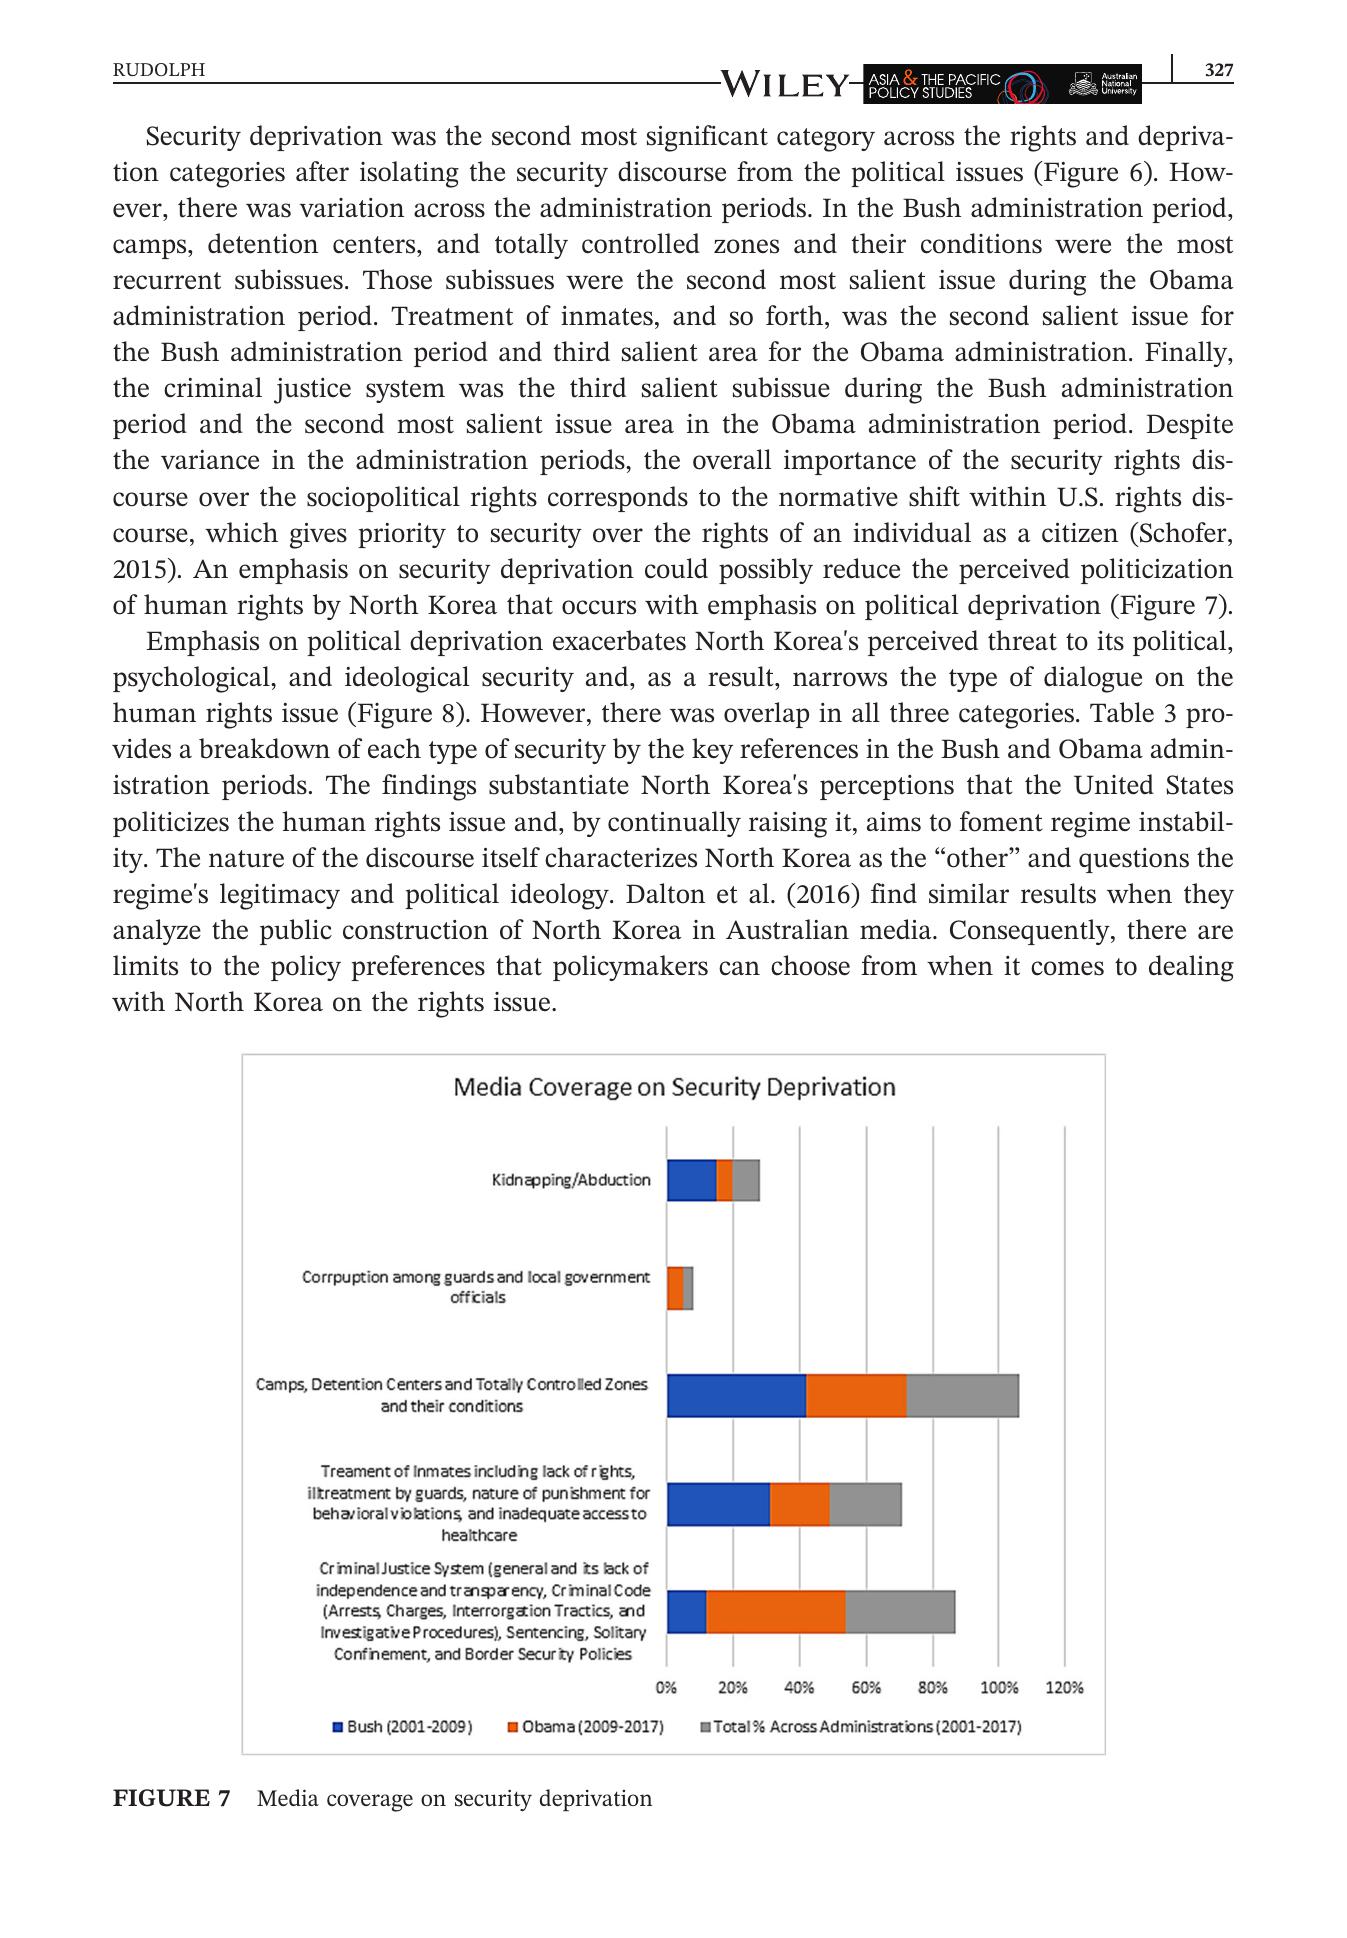 RUDOLPH
WILEY
ASIA & THE PACIFIC
POLICY STUDIES
Australian
National
University
327
Security deprivation was the second most significant category across the rights and depriva-
tion categories after isolating the security discourse from the political issues (Figure 6). How-
ever, there was variation across the administration periods. In the Bush administration period,
camps, detention centers, and totally controlled zones and their conditions were the most
recurrent subissues. Those subissues were the second most salient issue during the Obama
administration period. Treatment of inmates, and so forth, was the second salient issue for
the Bush administration period and third salient area for the Obama administration. Finally,
the criminal justice system was the third salient subissue during the Bush administration
period and the second most salient issue area in the Obama administration period. Despite
the variance in the administration periods, the overall importance of the security rights dis-
course over the sociopolitical rights corresponds to the normative shift within U.S. rights dis-
course, which gives priority to security over the rights of an individual as a citizen (Schofer,
2015). An emphasis on security deprivation could possibly reduce the perceived politicization
of human rights by North Korea that occurs with emphasis on political deprivation (Figure 7).
Emphasis on political deprivation exacerbates North Korea's perceived threat to its political,
psychological, and ideological security and, as a result, narrows the type of dialogue on the
human rights issue (Figure 8). However, there was overlap in all three categories. Table 3 pro-
vides a breakdown of each type of security by the key references in the Bush and Obama admin-
istration periods. The findings substantiate North Korea's perceptions that the United States
politicizes the human rights issue and, by continually raising it, aims to foment regime instabil-
ity. The nature of the discourse itself characterizes North Korea as the “other” and questions the
regime's legitimacy and political ideology. Dalton et al. (2016) find similar results when they
analyze the public construction of North Korea in Australian media. Consequently, there are
limits to the policy preferences that policymakers can choose from when it comes to dealing
with North Korea on the rights issue.
Media Coverage on Security Deprivation
Kidnapping/Abduction
Corrpuption among guards and local government
officials
Camps, Detention Centers and Totally Controlled Zones
and their conditions
Treament of Inmates including lack of rights,
illtreatment by guards, nature of punishment for
behavioral violations, and inadequate access to
healthcare
Criminal Justice System (general and its lack of
independence and transparency, Criminal Code
(Arrests, Charges, Interrorgation Tractics, and
Investigative Procedures), Sentencing, Solitary
Confinement, and Border Security Policies
0% 20% 40% 60% 80% 100% 120%
Bush (2001-2009) Obama (2009-2017) Total % Across Administrations (2001-2017)
FIGURE 7 Media coverage on security deprivation